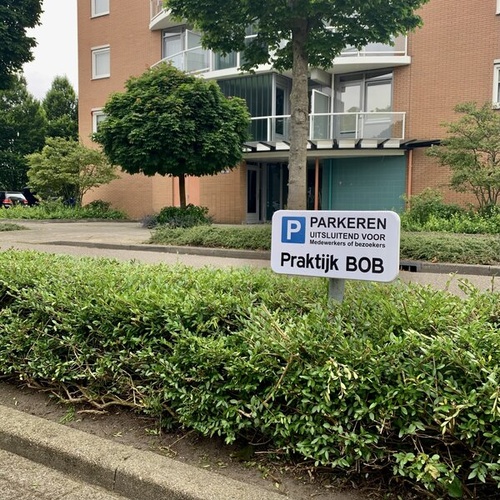 P PARKEREN
UITSLUITEND VOOR
Medewerkers of bezoekers
Praktijk BOB